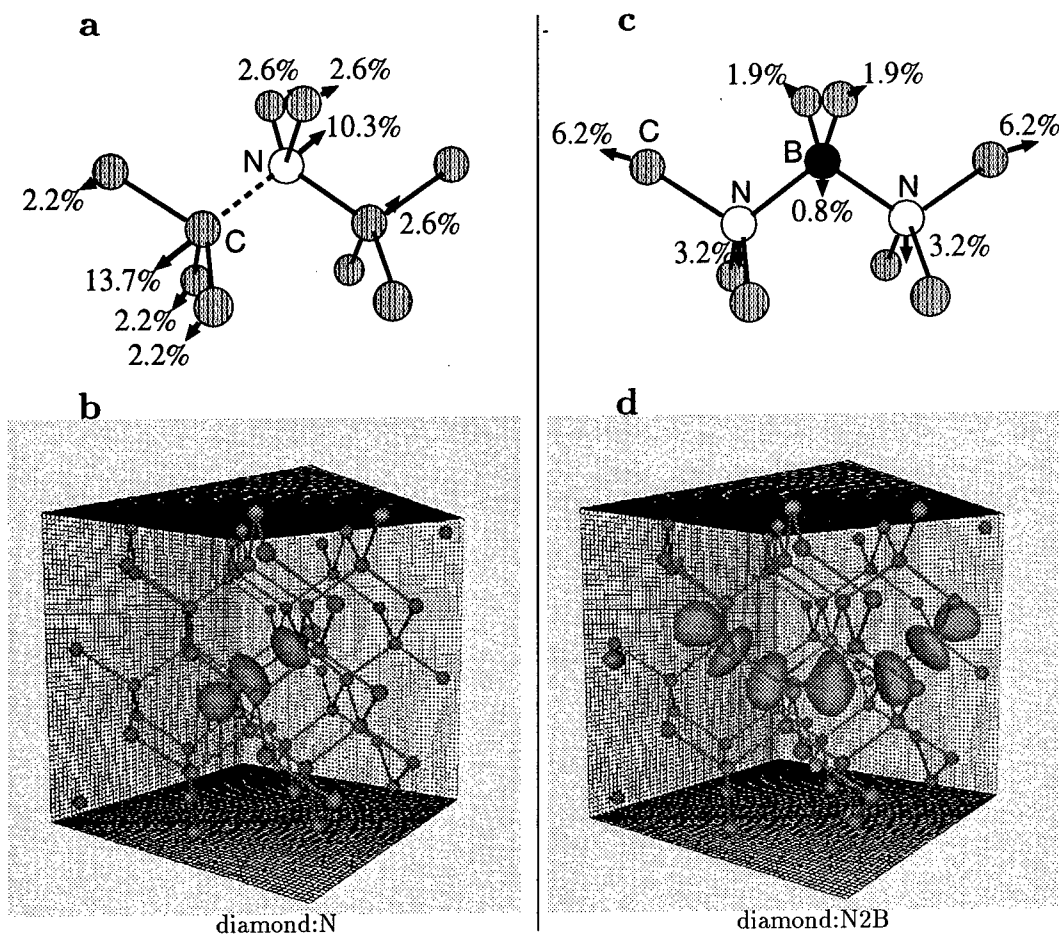 a
2.6% 2.6%
10.3%
N
2.2%
C
2.6%
13.7%
2.2%
2.2%
b
diamond:N
c
1.9% 1.9%
6.2% C
B
6.2%
N
N
0.8%
3.2%
3.2%
d
diamond:N2B